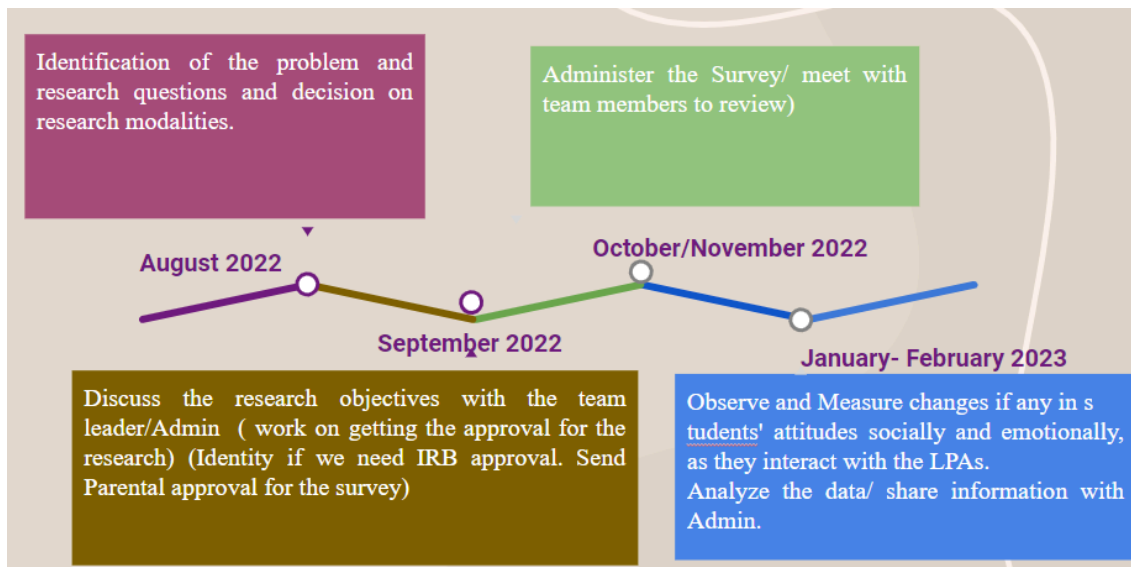 Identification of the problem and
research questions and decision on
research modalities.
Administer the Survey/ meet with
team members to review)
August 2022
October/November 2022
September 2022
January- February 2023
Discuss the research objectives with the team
leader/Admin ( work on getting the approval for the
research) (Identity if we need IRB approval. Send
Parental approval for the survey)
Observe and Measure changes if any in s
tudents' attitudes socially and emotionally,
as they interact with the LPAs.
Analyze the data/ share information with
Admin.